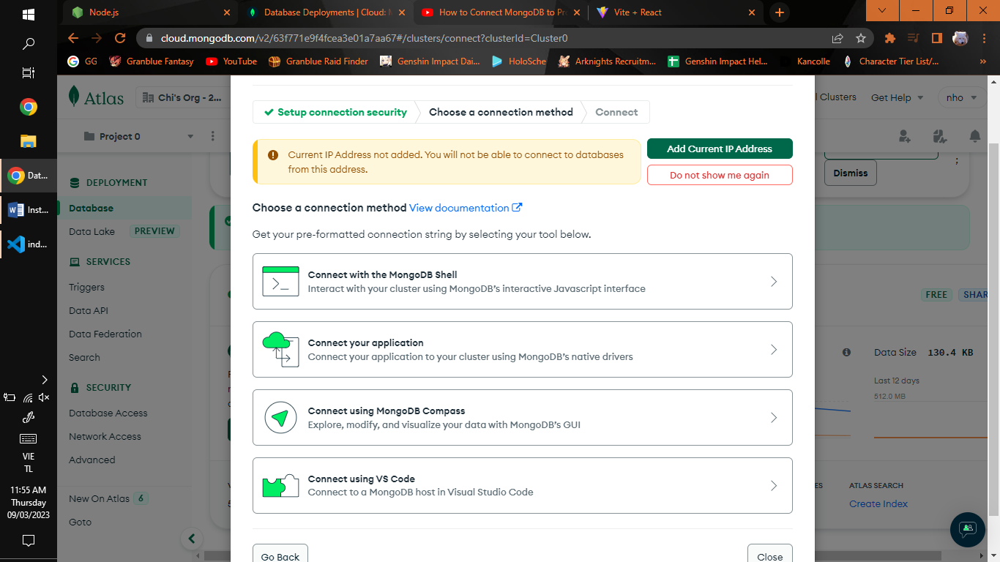 Node.js
Database Deployments | Cloud: M
How to Connect MongoDB to Pr
Vite + React
cloud.mongodb.com/v2/63f771e9f4fcea3e01a7aa67#/clusters/connect?clusterId=Cluster0
GG
Granblue Fantasy
YouTube
Granblue Raid Finder
Genshin Impact Dai...
HoloSche
Arknights Recruitm...
Genshin Impact Hel...
Kancolle
Character Tier List/...
»
Atlas
Chi's Org - 2...
l Clusters
Get Help
nho
Project 0
DEPLOYMENT
Database
Data Lake
PREVIEW
SERVICES
Triggers
Data API
Data Federation
Search
SECURITY
Database Access
Network Access
Advanced
New On Atlas
6
Goto
Setup connection security
Choose a connection method
Connect
Current IP Address not added. You will not be able to connect to databases
from this address.
Add Current IP Address
Do not show me again
Choose a connection method View documentation
Get your pre-formatted connection string by selecting your tool below.
Connect with the MongoDB Shell
Interact with your cluster using MongoDB's interactive Javascript interface
Connect your application
Connect your application to your cluster using MongoDB's native drivers
Connect using MongoDB Compass
Explore, modify, and visualize your data with MongoDB's GUI
Connect using VS Code
Connect to a MongoDB host in Visual Studio Code
Go Back
Close
;
Dismiss
FREE
SHAR
Data Size
130.4 KB
Last 12 days
512.0 MB
ES
ATLAS SEARCH
Create Index
Dat...
Inst...
ind...
VIE
TL
11:55 AM
Thursday
09/03/2023